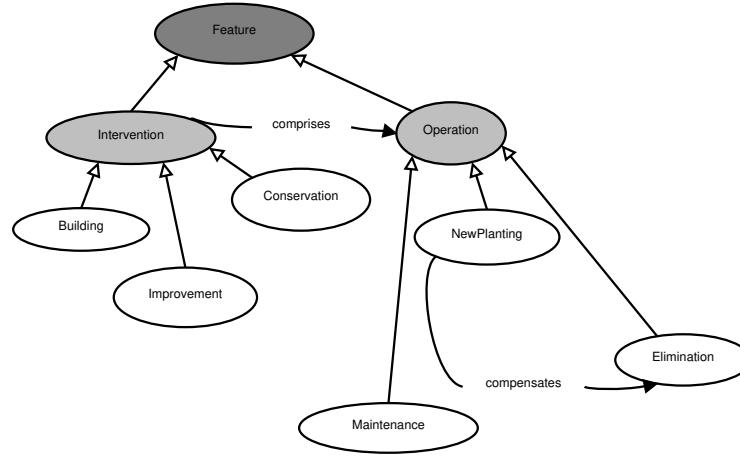 Feature
Intervention
comprises
Operation
Conservation
Building
NewPlanting
Improvement
Elimination
compensates
Maintenance